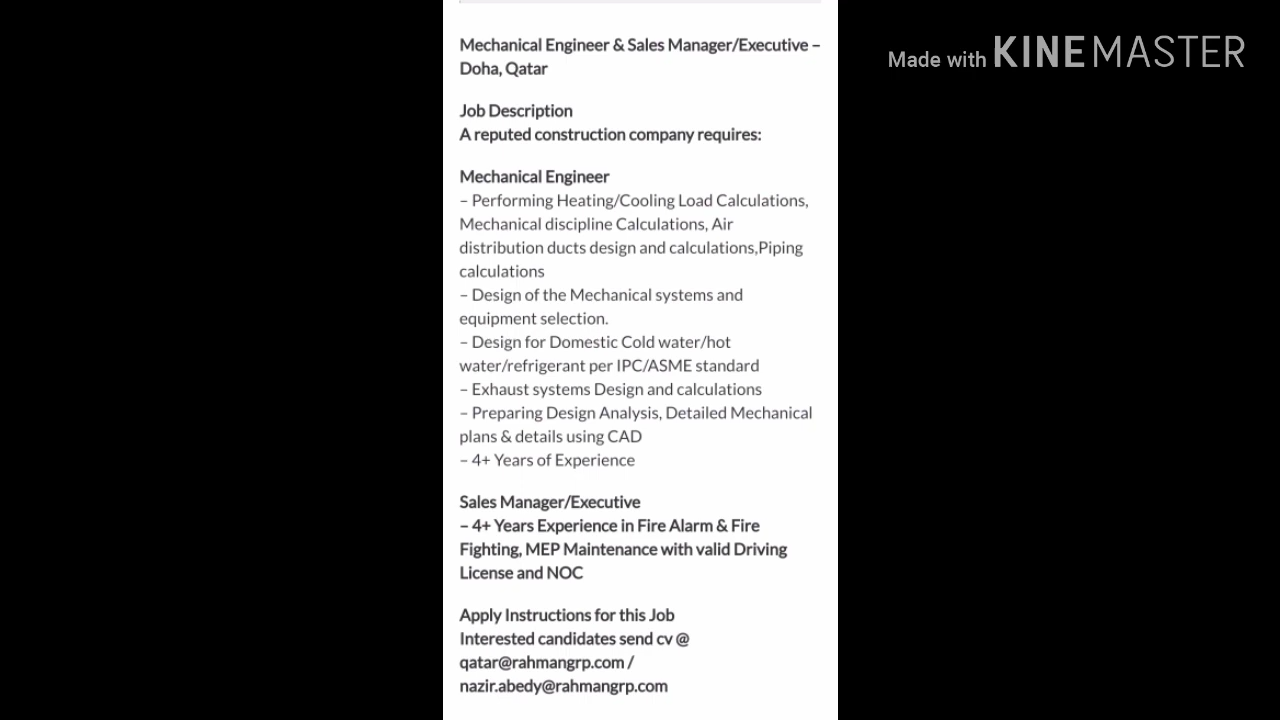 Made with KINEMASTER
Mechanical Engineer & Sales Manager/Executive –
Doha, Qatar
Job Description
A reputed construction company requires:
Mechanical Engineer
– Performing Heating/Cooling Load Calculations,
Mechanical discipline Calculations, Air
distribution ducts design and calculations,Piping
calculations
– Design of the Mechanical systems and
equipment selection.
– Design for Domestic Cold water/hot
water/refrigerant per IPC/ASME standard
– Exhaust systems Design and calculations
– Preparing Design Analysis, Detailed Mechanical
plans & details using CAD
– 4+ Years of Experience
Sales Manager/Executive
– 4+ Years Experience in Fire Alarm & Fire
Fighting, MEP Maintenance with valid Driving
License and NOC
Apply Instructions for this Job
Interested candidates send cv @
qatar@rahmangrp.com /
nazir.abedy@rahmangrp.com